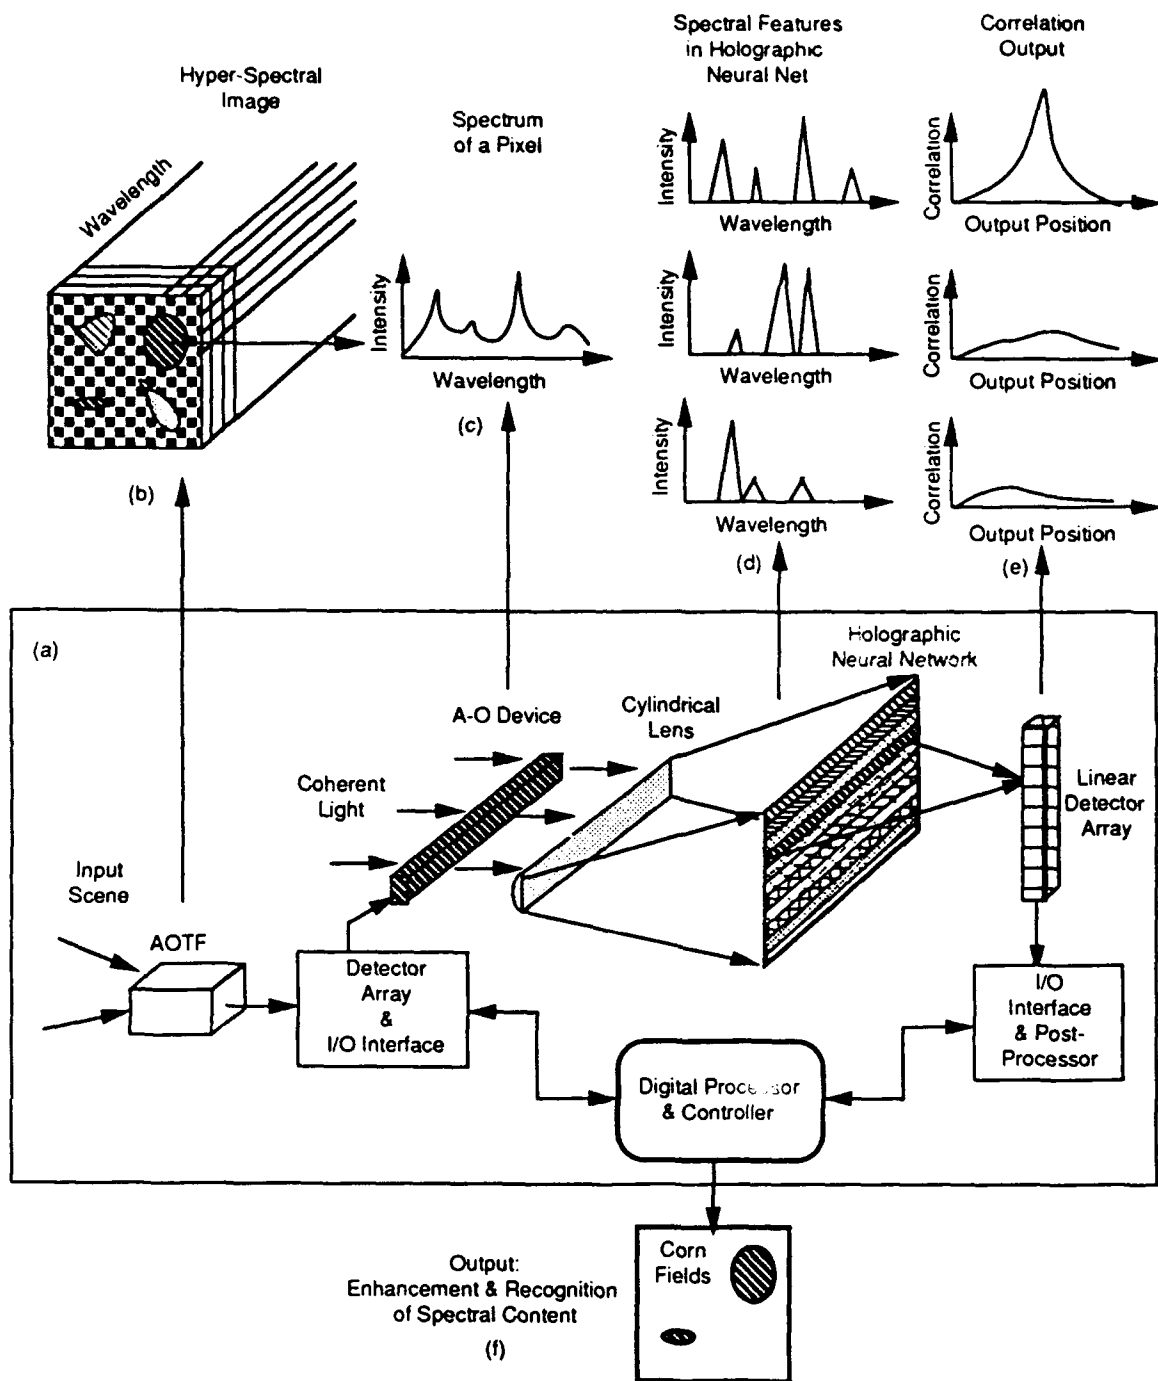 Spectral Features
in Holographic
Neural Net
Correlation
Output
Hyper-Spectral
Image
Spectrum
of a Pixel
Wavelength
Intensity
Wavelength
(c)
(b)
Intensity
Wavelength
Intensity
Wavelength
Intensity
Wavelength
(d)
Correlation
Output Position
Correlation
Output Position
Correlation
Output Position
(e)
(a)
Holographic
Neural Network
A-O Device
Cylindrical
Lens
Coherent
Light
Linear
Detector
Array
Input
Scene
AOTF
Detector
Array
&
I/O Interface
I/O
Interface
& Post-
Processor
Digital Processor
& Controller
Output:
Enhancement & Recognition
of Spectral Content
(f)
Corn
Fields